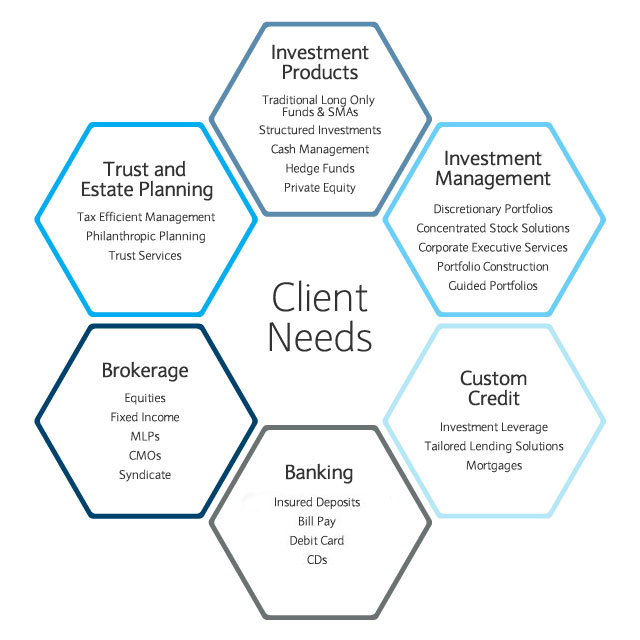 Investment
Products
Traditional Long Only
Funds & SMAs
Structured Investments
Cash Management
Hedge Funds
Private Equity
Trust and
Estate Planning
Tax Efficient Management
Philanthropic Planning
Trust Services
Investment
Management
Discretionary Portfolios
Concentrated Stock Solutions
Corporate Executive Services
Portfolio Construction
Guided Portfolios
Client
Needs
Brokerage
Equities
Fixed Income
MLPs
CMOs
Syndicate
Custom
Credit
Investment Leverage
Tailored Lending Solutions
Mortgages
Banking
Insured Deposits
Bill Pay
Debit Card
CDs